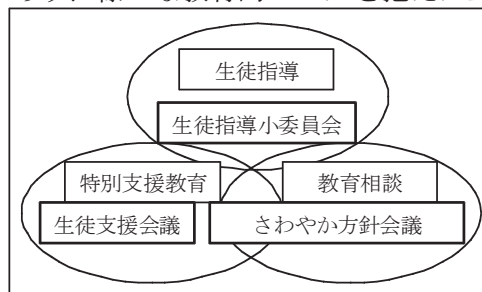 生徒指導
生徒指導小委員会
特別支援教育
教育相談
生徒支援会議
さわやか方針会議